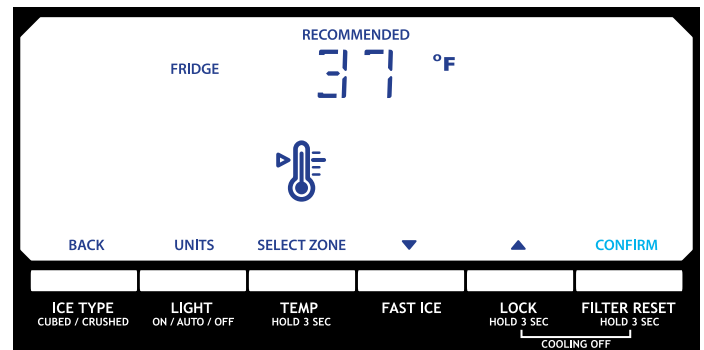 RECOMMENDED
FRIDGE 37 °F
BACK UNITS SELECT ZONE CONFIRM
ICE TYPE LIGHT TEMP FAST ICE LOCK FILTER RESET
CUBED / CRUSHED ON / AUTO / OFF HOLD 3 SEC HOLD 3 SEC HOLD 3 SEC
COOLING OFF